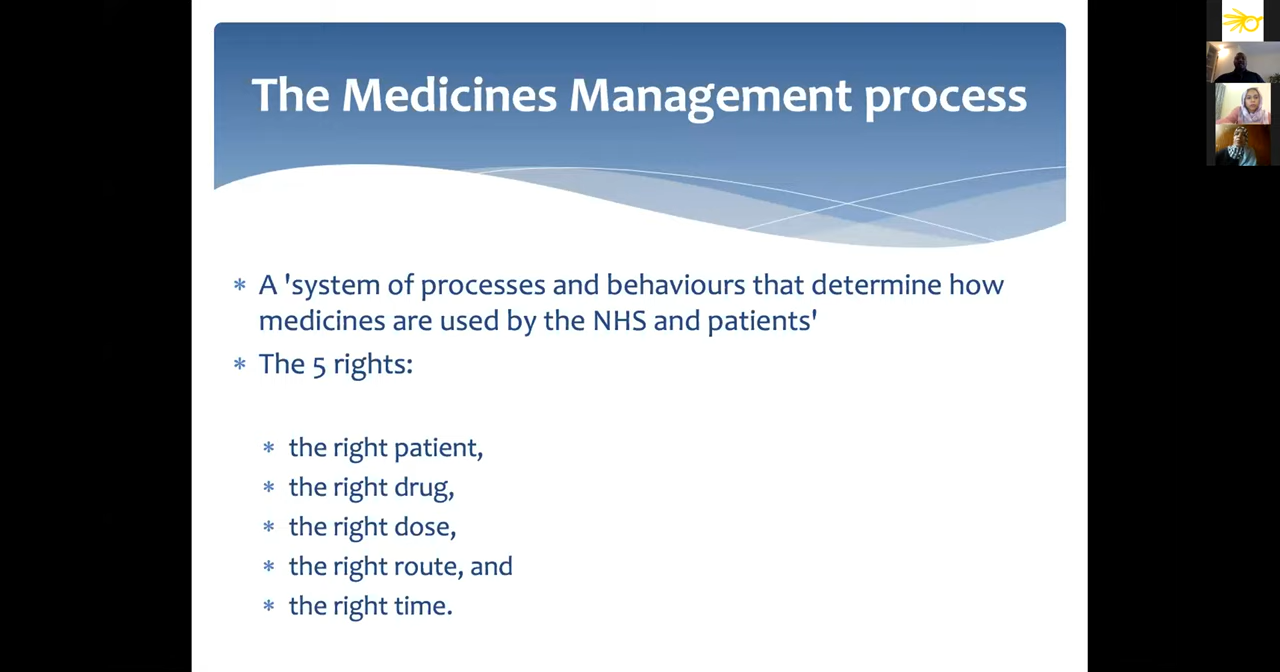 The Medicines Management process
* A 'system of processes and behaviours that determine how
medicines are used by the NHS and patients'
* The 5 rights:
* the right patient,
* the right drug,
* the right dose,
* the right route, and
* the right time.